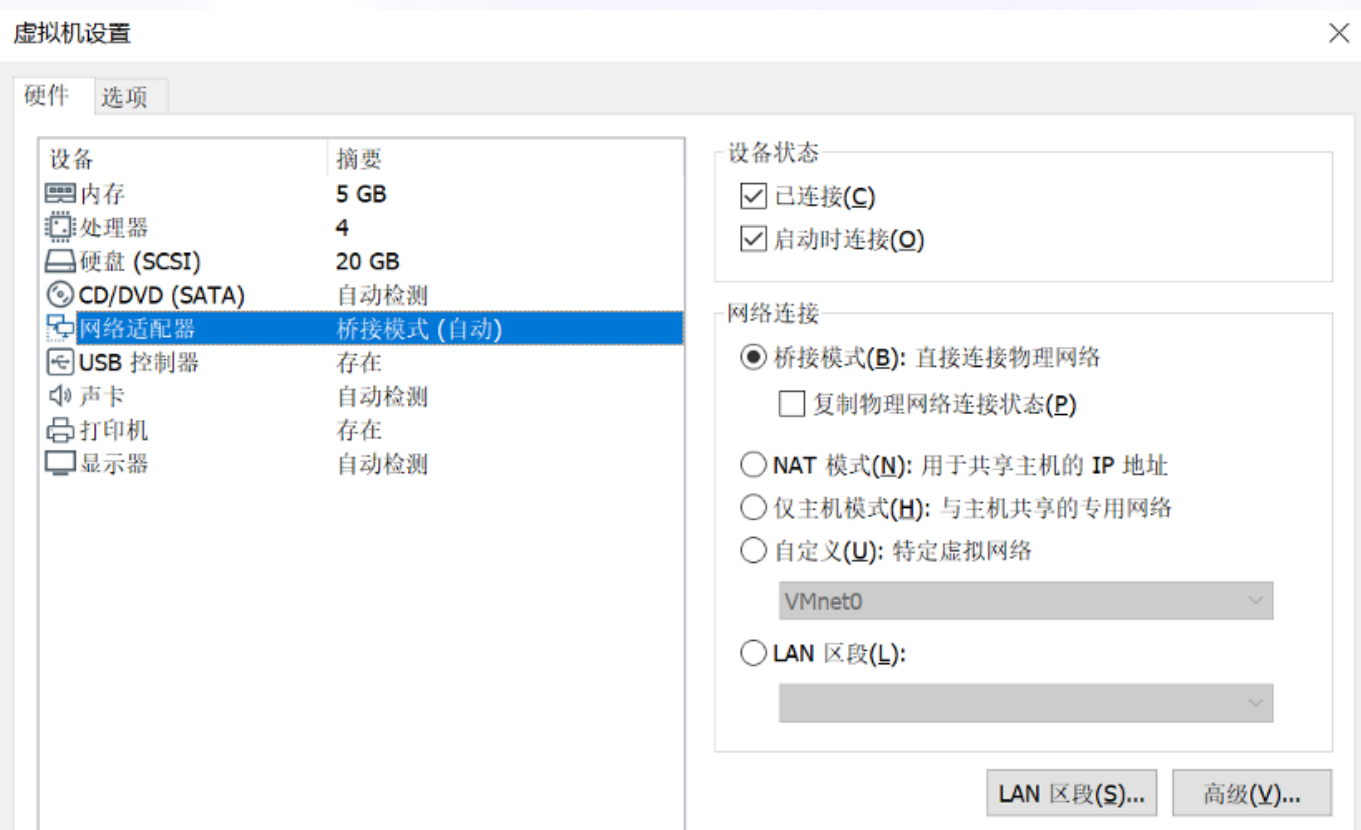 虚拟机设置
硬件 选项
设备 摘要
内存 5 GB
处理器 4
硬盘 (SCSI) 20 GB
CD/DVD (SATA) 自动检测
网络适配器 桥接模式 (自动)
USB 控制器 存在
声卡 自动检测
打印机 存在
显示器 自动检测
设备状态
已连接(C)
启动时连接(O)
网络连接
桥接模式(B): 直接连接物理网络
复制物理网络连接状态(P)
NAT 模式(N): 用于共享主机的 IP 地址
仅主机模式(H): 与主机共享的专用网络
自定义(U): 特定虚拟网络
VMnet0
LAN 区段(L):
LAN 区段(S)... 高级(V)...